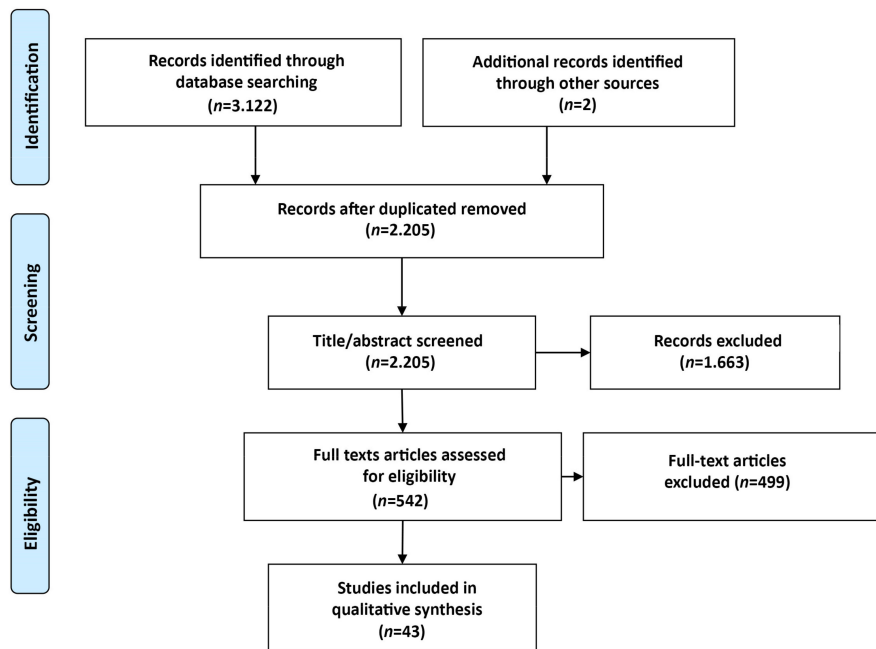 Identification
Records identified through
database searching
(n=3.122)
Additional records identified
through other sources
(n=2)
Records after duplicated removed
(n=2.205)
Screening
Title/abstract screened
(n=2.205)
Records excluded
(n=1.663)
Eligibility
Full texts articles assessed
for eligibility
(n=542)
Full-text articles
excluded (n=499)
Studies included in
qualitative synthesis
(n=43)